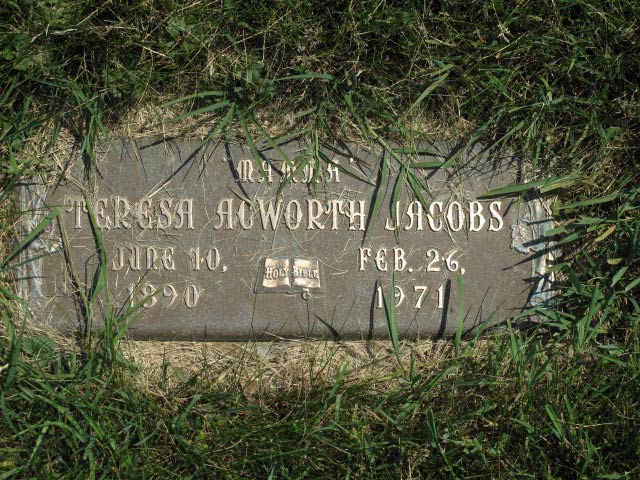 "MAMMA"
TERESA ACWORTH JACOBS
JUNE 10, HOLY BIBLE FEB. 26,
1890 1971